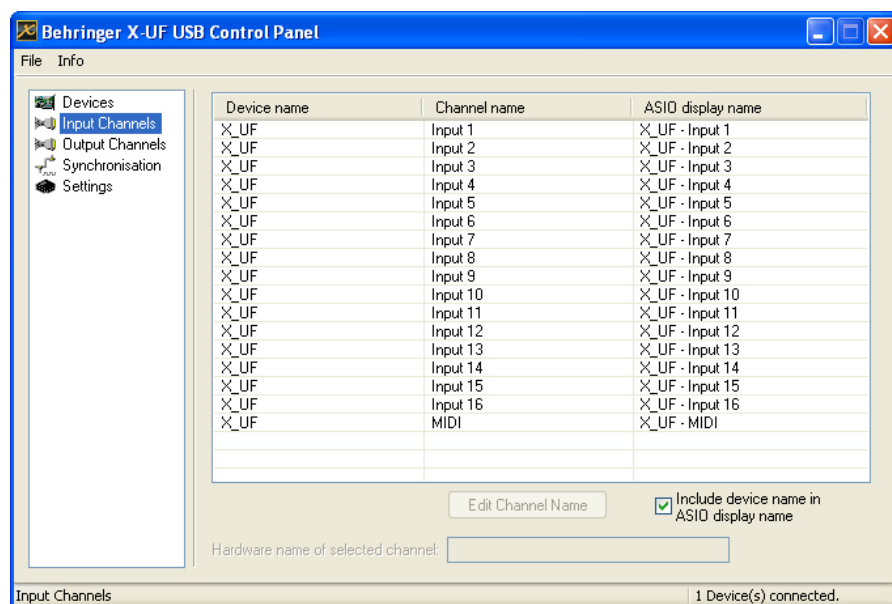 Behringer X-UF USB Control Panel
File Info
Devices
Input Channels
Output Channels
Synchronisation
Settings
Device name Channel name ASIO display name
X_UF Input 1 X_UF - Input 1
X_UF Input 2 X_UF - Input 2
X_UF Input 3 X_UF - Input 3
X_UF Input 4 X_UF - Input 4
X_UF Input 5 X_UF - Input 5
X_UF Input 6 X_UF - Input 6
X_UF Input 7 X_UF - Input 7
X_UF Input 8 X_UF - Input 8
X_UF Input 9 X_UF - Input 9
X_UF Input 10 X_UF - Input 10
X_UF Input 11 X_UF - Input 11
X_UF Input 12 X_UF - Input 12
X_UF Input 13 X_UF - Input 13
X_UF Input 14 X_UF - Input 14
X_UF Input 15 X_UF - Input 15
X_UF Input 16 X_UF - Input 16
X_UF MIDI X_UF - MIDI
Edit Channel Name
Include device name in
ASIO display name
Hardware name of selected channel:
Input Channels
1 Device(s) connected.